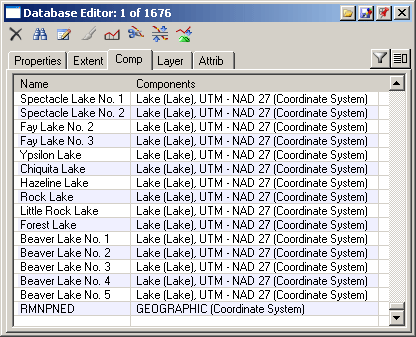 Database Editor: 1 of 1676
Properties Extent Comp Layer Attrib
Name Components
Spectacle Lake No. 1 Lake (Lake), UTM - NAD 27 (Coordinate System)
Spectacle Lake No. 2 Lake (Lake), UTM - NAD 27 (Coordinate System)
Fay Lake No. 2 Lake (Lake), UTM - NAD 27 (Coordinate System)
Fay Lake No. 3 Lake (Lake), UTM - NAD 27 (Coordinate System)
Ypsilon Lake Lake (Lake), UTM - NAD 27 (Coordinate System)
Chiquita Lake Lake (Lake), UTM - NAD 27 (Coordinate System)
Hazeline Lake Lake (Lake), UTM - NAD 27 (Coordinate System)
Rock Lake Lake (Lake), UTM - NAD 27 (Coordinate System)
Little Rock Lake Lake (Lake), UTM - NAD 27 (Coordinate System)
Forest Lake Lake (Lake), UTM - NAD 27 (Coordinate System)
Beaver Lake No. 1 Lake (Lake), UTM - NAD 27 (Coordinate System)
Beaver Lake No. 2 Lake (Lake), UTM - NAD 27 (Coordinate System)
Beaver Lake No. 3 Lake (Lake), UTM - NAD 27 (Coordinate System)
Beaver Lake No. 4 Lake (Lake), UTM - NAD 27 (Coordinate System)
Beaver Lake No. 5 Lake (Lake), UTM - NAD 27 (Coordinate System)
RMNPNED GEOGRAPHIC (Coordinate System)